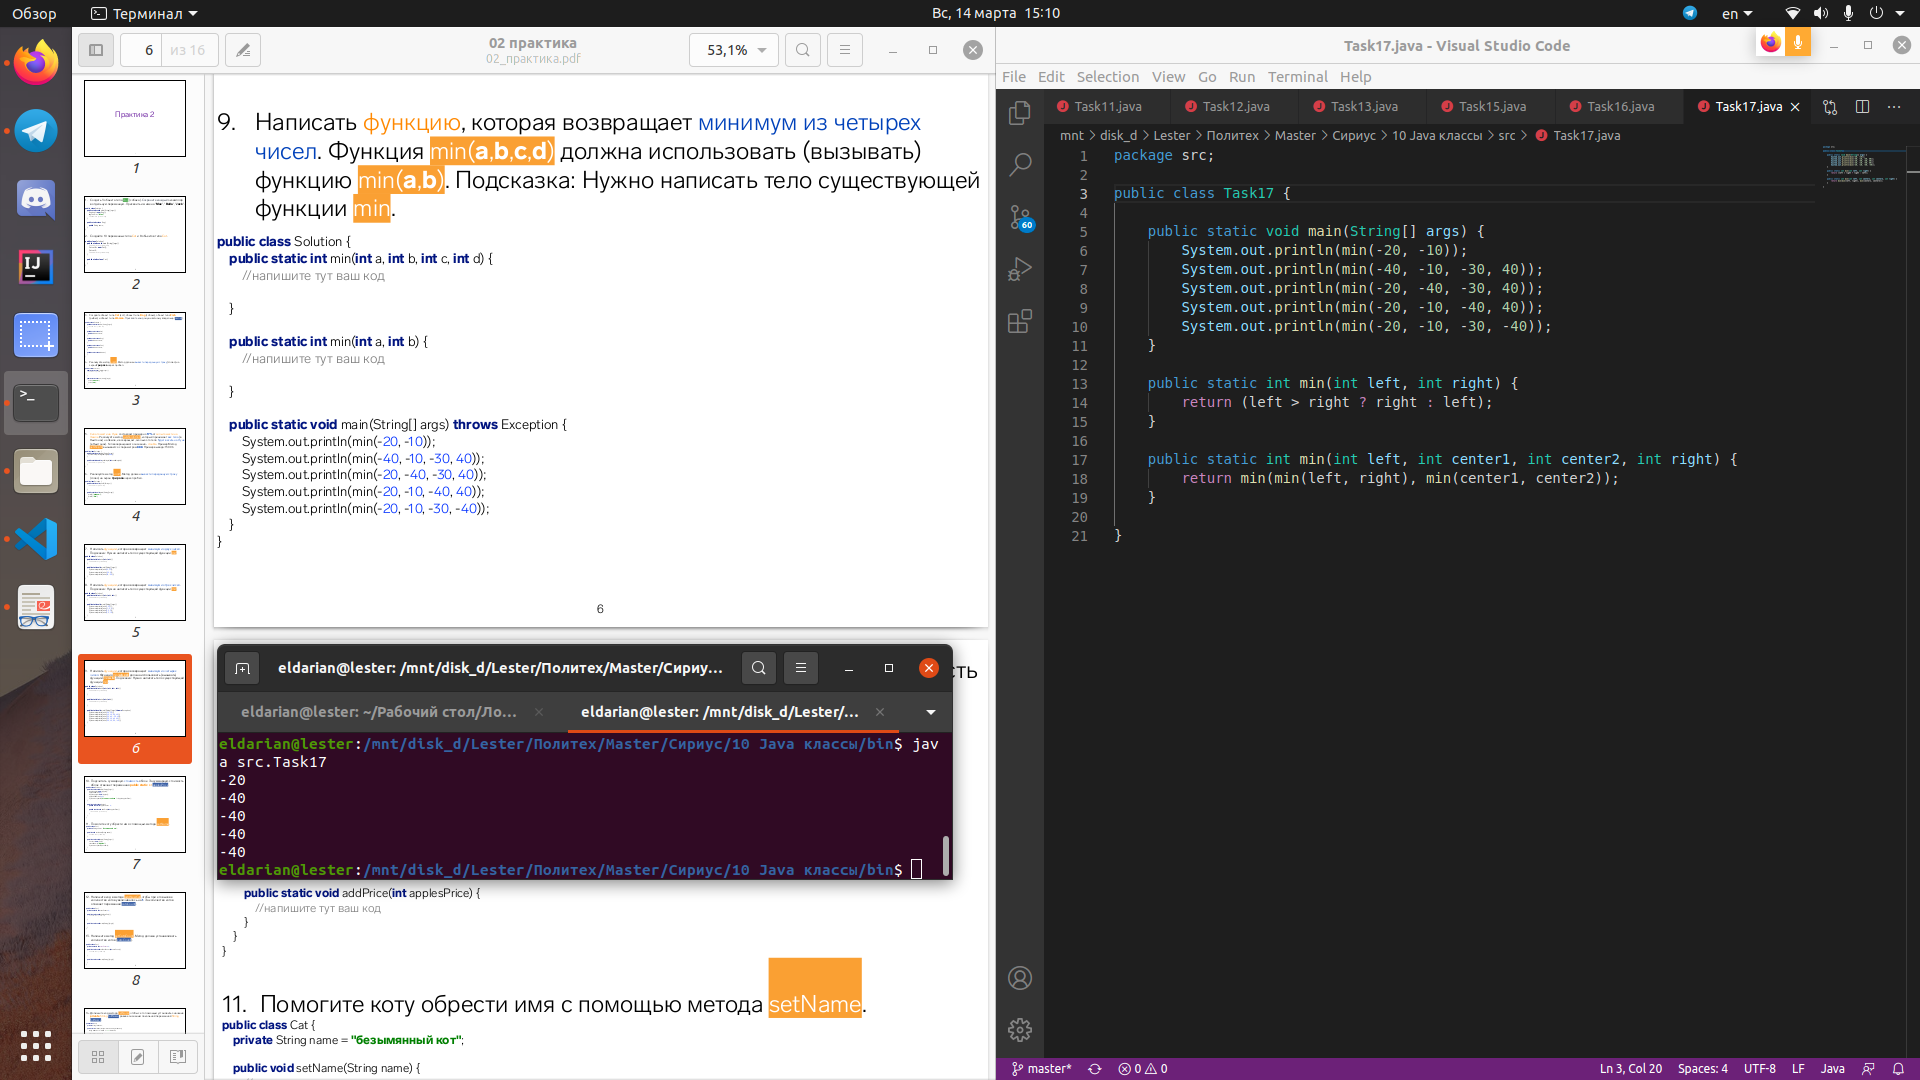 Обзор
Терминал
Вс, 14 марта 15:10
en
6 из 16
02 практика
02_практика.pdf
53,1%
Практика 2
1
2
3
4
5
6
7
8
9. Написать функцию, которая возвращает минимум из четырех
чисел. Функция min(a,b,c,d) должна использовать (вызывать)
функцию min(a,b). Подсказка: Нужно написать тело существующей
функции min.
public class Solution {
public static int min(int a, int b, int c, int d) {
//напишите тут ваш код
}
public static int min(int a, int b) {
//напишите тут ваш код
}
public static void main(String[] args) throws Exception {
System.out.println(min(-20, -10));
System.out.println(min(-40, -10, -30, 40));
System.out.println(min(-20, -40, -30, 40));
System.out.println(min(-20, -10, -40, 40));
System.out.println(min(-20, -10, -30, -40));
}
}
6
сть
eldarian@lester: /mnt/disk_d/Lester/Политех/Master/Сириу...
eldarian@lester: ~/Рабочий стол/Ло...
eldarian@lester: /mnt/disk_d/Lester/...
eldarian@lester:/mnt/disk_d/Lester/Политех/Master/Сириус/10 Java классы/bin$ jav
a src.Task17
-20
-40
-40
-40
-40
eldarian@lester:/mnt/disk_d/Lester/Политех/Master/Сириус/10 Java классы/bin$
public static void addPrice(int applesPrice) {
//напишите тут ваш код
}
}
}
11. Помогите коту обрести имя с помощью метода setName.
public class Cat {
private String name = "безымянный кот";
public void setName(String name) {
Task17.java - Visual Studio Code
File Edit Selection View Go Run Terminal Help
Task11.java Task12.java Task13.java Task15.java Task16.java Task17.java
mnt > disk_d > Lester > Политех > Master > Сириус > 10 Java классы > src > Task17.java
60
1 package src;
2
3 public class Task17 {
4
5 public static void main(String[] args) {
6 System.out.println(min(-20, -10));
7 System.out.println(min(-40, -10, -30, 40));
8 System.out.println(min(-20, -40, -30, 40));
9 System.out.println(min(-20, -10, -40, 40));
10 System.out.println(min(-20, -10, -30, -40));
11 }
12
13 public static int min(int left, int right) {
14 return (left > right ? right : left);
15 }
16
17 public static int min(int left, int center1, int center2, int right) {
18 return min(min(left, right), min(center1, center2));
19 }
20
21 }
master* 0 0
Ln 3, Col 20 Spaces: 4 UTF-8 LF Java